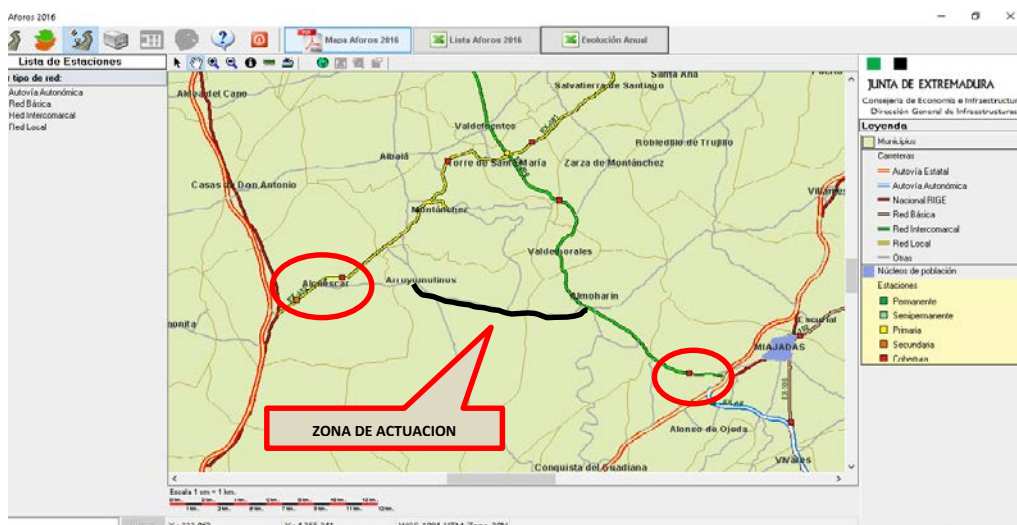 Aforos 2016
Mapa Aforos 2016
Lista Aforos 2016
Evolución Anual
Lista de Estaciones
tipo de red:
Autovía Autonómica
Red Básica
Red Intercomarcal
Red Local
Santa Ana
Salvatierra de Santiago
Aldea del Cano
Valdefuentes
Robledillo de Trujillo
Albalá
Torre de Santa María
Zarza de Montánchez
Casas de Don Antonio
Montánchez
Valdemorales
Alcuéscar
Arroyomolinos
Almoharín
Escurial
MIAJADAS
ZONA DE ACTUACION
Alonso de Ojeda
Conquista del Guadiana
JUNTA DE EXTREMADURA
Consejería de Economía e Infraestructur
Dirección General de Infraestructuras
Leyenda
Municipios
Carreteras
Autovía Estatal
Autovía Autonómica
Nacional RIGE
Red Básica
Red Intercomarcal
Red Local
Otras
Núcleos de población
Estaciones
Permanente
Semipermanente
Primaria
Secundaria
Cobertura
Escala 1 cm = 1 km.